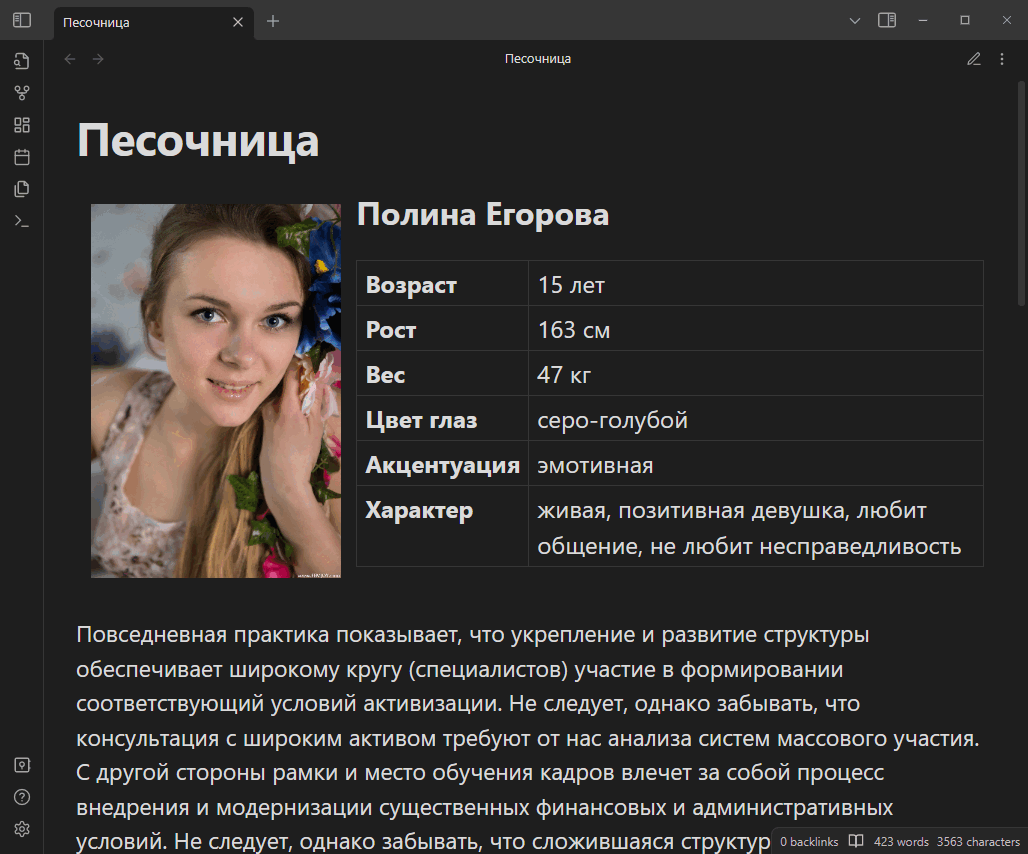 Песочница
Песочница
Песочница
Полина Егорова
Возраст 15 лет
Рост 163 см
Вес 47 кг
Цвет глаз серо-голубой
Акцентуация эмотивная
Характер живая, позитивная девушка, любит
общение, не любит несправедливость
Повседневная практика показывает, что укрепление и развитие структуры
обеспечивает широкому кругу (специалистов) участие в формировании
соответствующий условий активизации. Не следует, однако забывать, что
консультация с широким активом требуют от нас анализа систем массового участия.
С другой стороны рамки и место обучения кадров влечет за собой процесс
внедрения и модернизации существенных финансовых и административных
условий. Не следует, однако забывать, что сложившаяся структур
0 backlinks 423 words 3563 characters